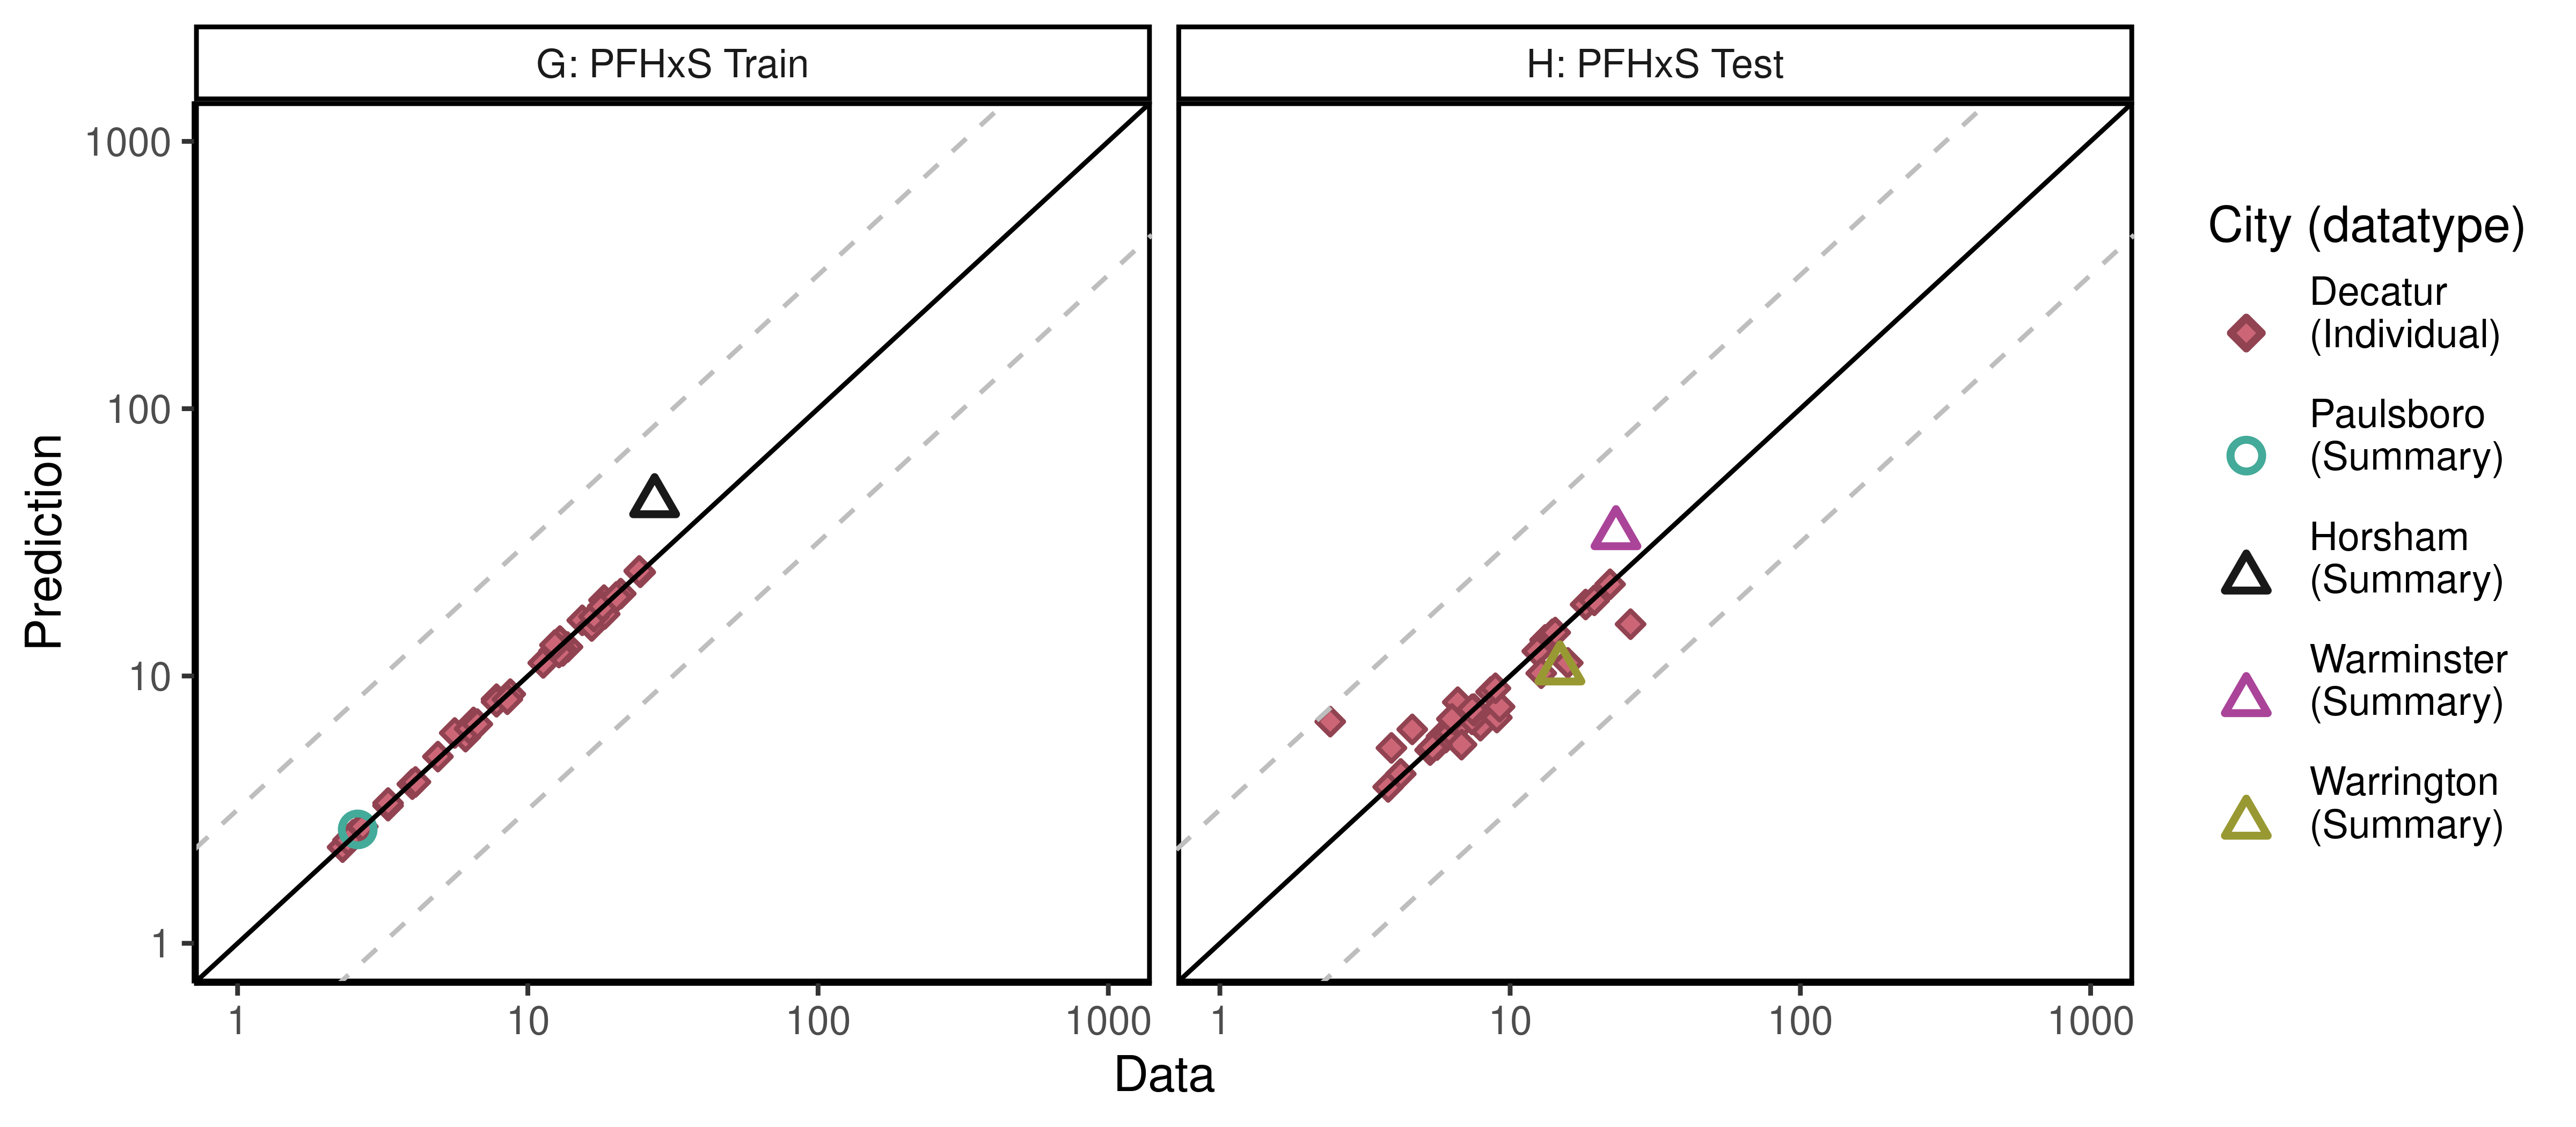 G: PFHxS Train
H: PFHxS Test
1000
100
10
1
Prediction
1
10
100
1000
1
10
100
1000
Data
City (datatype)
Decatur
(Individual)
Paulsboro
(Summary)
Horsham
(Summary)
Warminster
(Summary)
Warrington
(Summary)